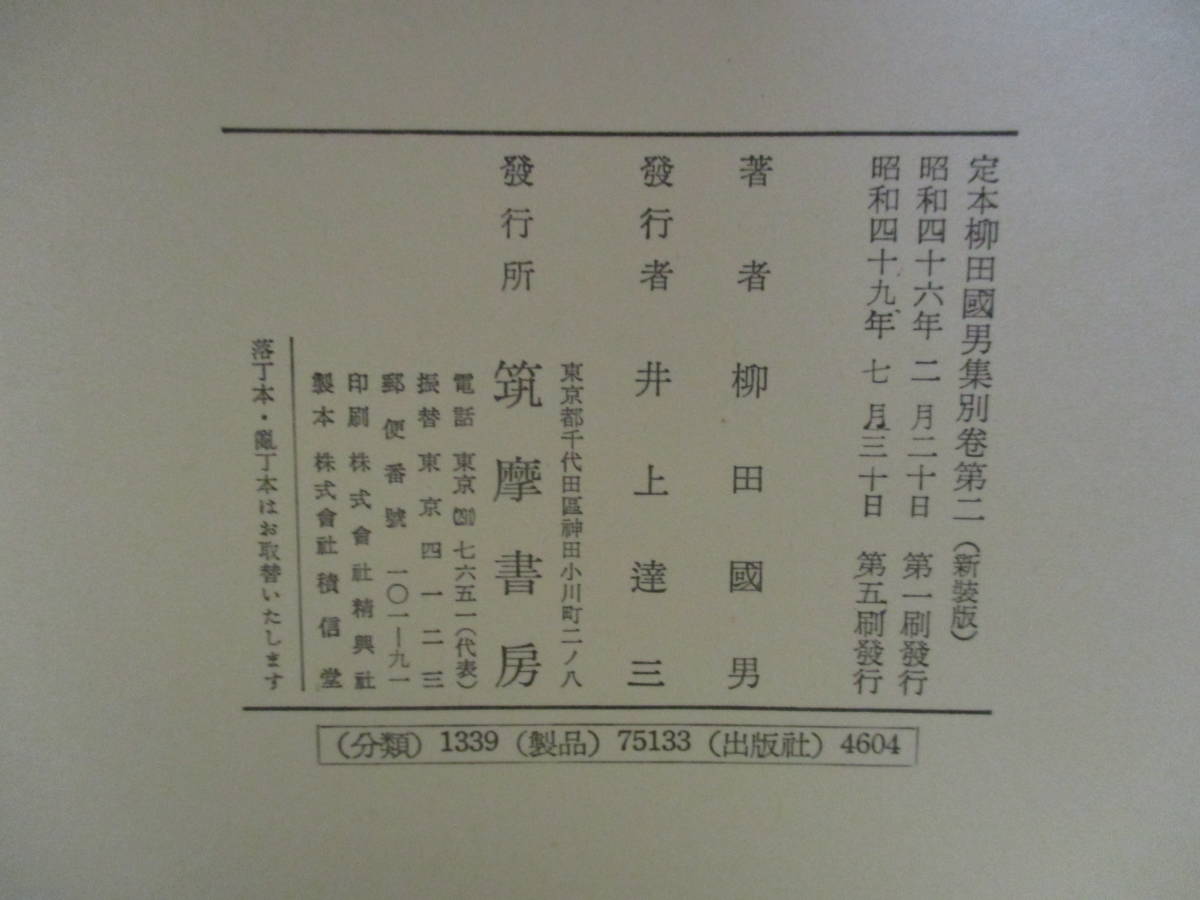 定本柳田國男集別卷第二（新裝版）
昭和四十六年二月二十日　第一刷發行
昭和四十九年七月三十日　第五刷發行
著者　柳田國男
發行者　井上達三
發行所　筑摩書房
東京都千代田區神田小川町二ノ八
電話　東京　七六五一（代表）
振替　東京四一二三
郵便番號　一〇一―九一
印刷　株式會社精興社
製本　株式會社積信堂
落丁本・亂丁本はお取替いたします
（分類）1339（製品）75133（出版社）4604